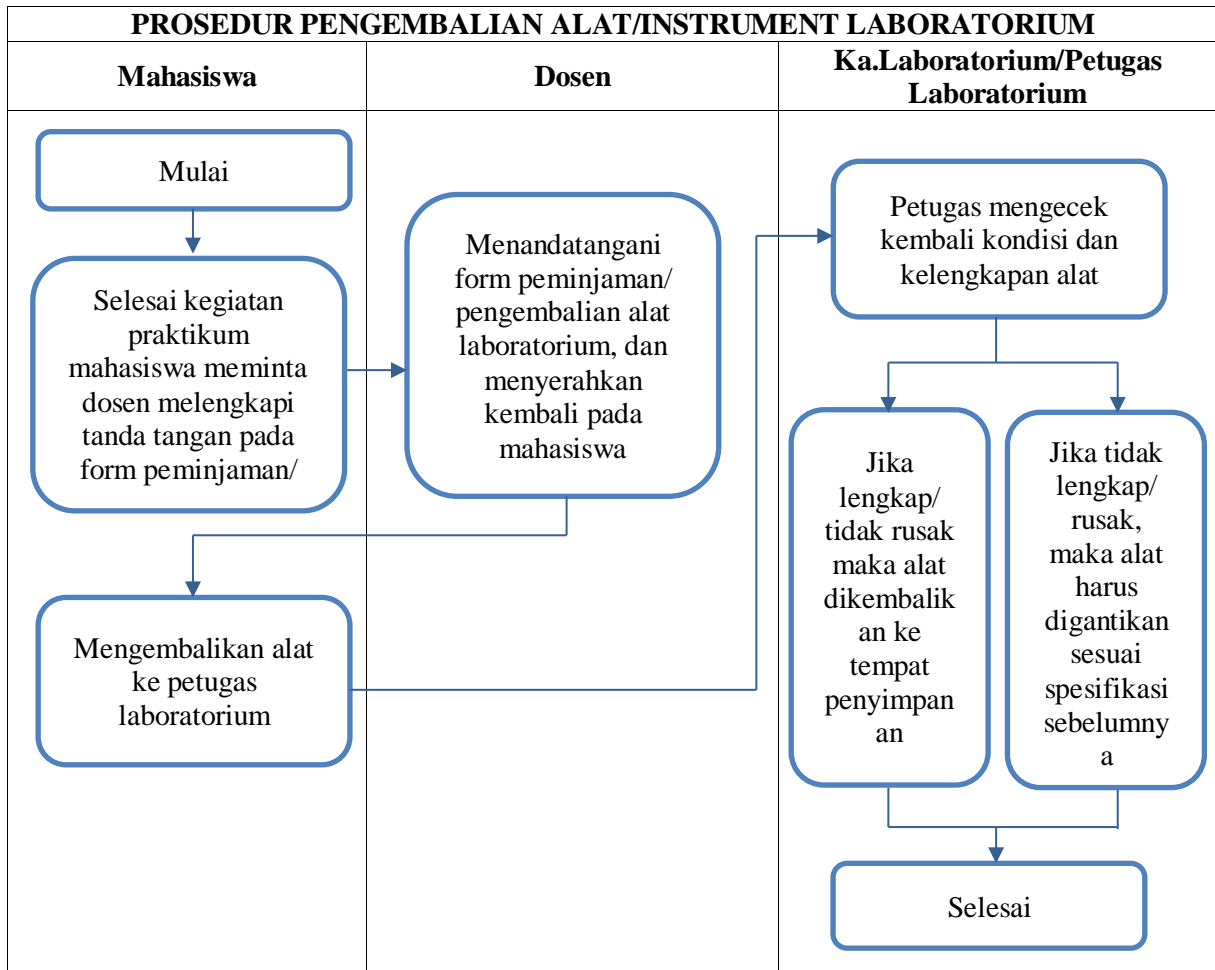 PROSEDUR PENGEMBALIAN ALAT/INSTRUMENT LABORATORIUM
Mahasiswa
Dosen
Ka.Laboratorium/Petugas
Laboratorium
Mulai
Selesai kegiatan
praktikum
mahasiswa meminta
dosen melengkapi
tanda tangan pada
form peminjaman/
Menandatangani
form peminjaman/
pengembalian alat
laboratorium, dan
menyerahkan
kembali pada
mahasiswa
Mengembalikan alat
ke petugas
laboratorium
Petugas mengecek
kembali kondisi dan
kelengkapan alat
Jika
lengkap/
tidak rusak
maka alat
dikembalik
an ke
tempat
penyimpan
an
Jika tidak
lengkap/
rusak,
maka alat
harus
digantikan
sesuai
spesifikasi
sebelumny
a
Selesai